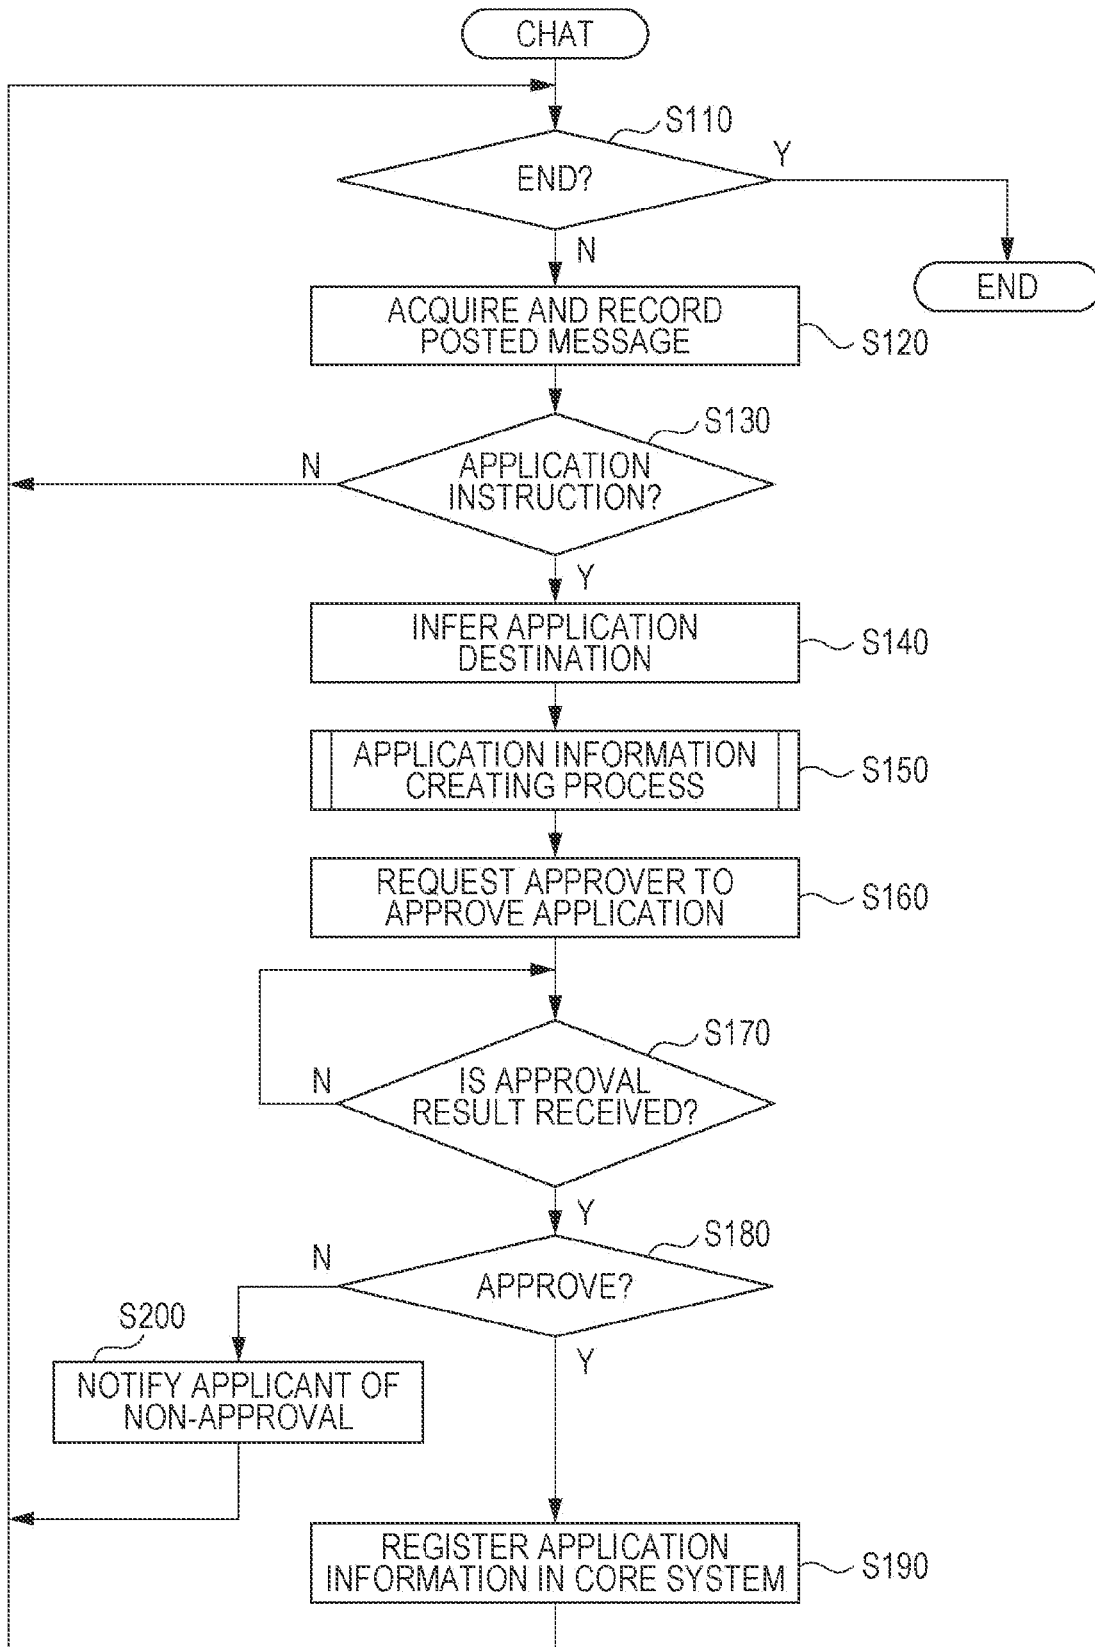 CHAT
S110
END?
Y
N
END
ACQUIRE AND RECORD
POSTED MESSAGE
S120
S130
N
APPLICATION
INSTRUCTION?
Y
INFER APPLICATION
DESTINATION
S140
APPLICATION INFORMATION
CREATING PROCESS
S150
REQUEST APPROVER TO
APPROVE APPLICATION
S160
S170
N
IS APPROVAL
RESULT RECEIVED?
Y
S180
N
APPROVE?
Y
S200
NOTIFY APPLICANT OF
NON-APPROVAL
REGISTER APPLICATION
INFORMATION IN CORE SYSTEM
S190